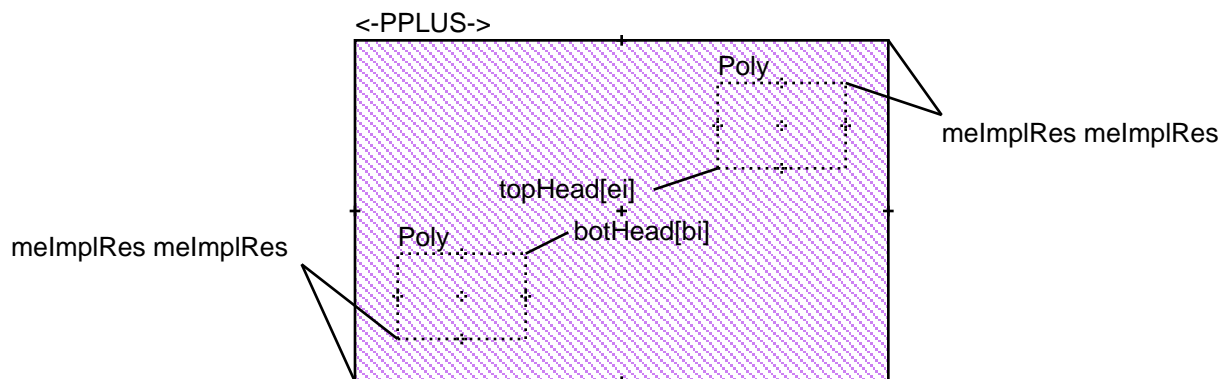 <-PPLUS->
Poly
meImplRes meImplRes
topHead[ei]
botHead[bi]
Poly
meImplRes meImplRes